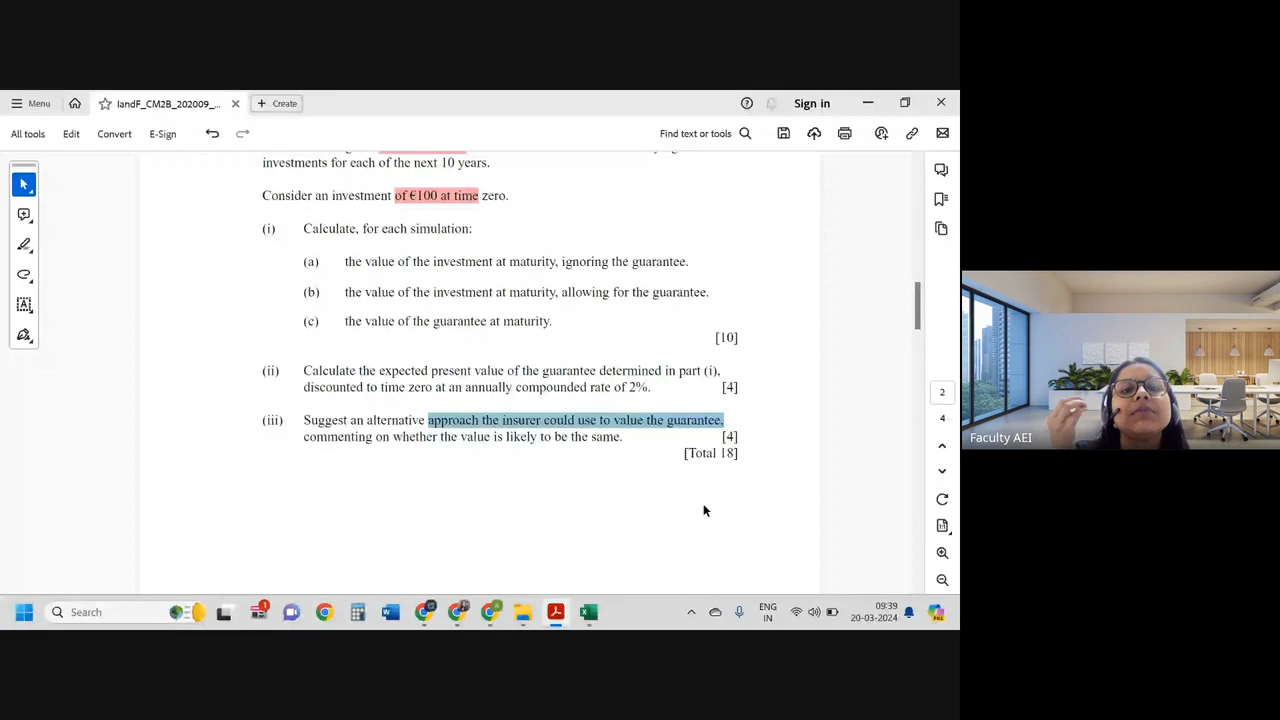 Menu
IandF_CM2B_202009_...
Create
Sign in
All tools
Edit
Convert
E-Sign
Find text or tools
investments for each of the next 10 years.
Consider an investment of €100 at time zero.
(i) Calculate, for each simulation:
(a) the value of the investment at maturity, ignoring the guarantee.
(b) the value of the investment at maturity, allowing for the guarantee.
(c) the value of the guarantee at maturity.
[10]
(ii) Calculate the expected present value of the guarantee determined in part (i),
discounted to time zero at an annually compounded rate of 2%. [4]
(iii) Suggest an alternative approach the insurer could use to value the guarantee,
commenting on whether the value is likely to be the same. [4]
[Total 18]
2
4
Faculty AEI
Search
1
ENG
IN
09:39
20-03-2024